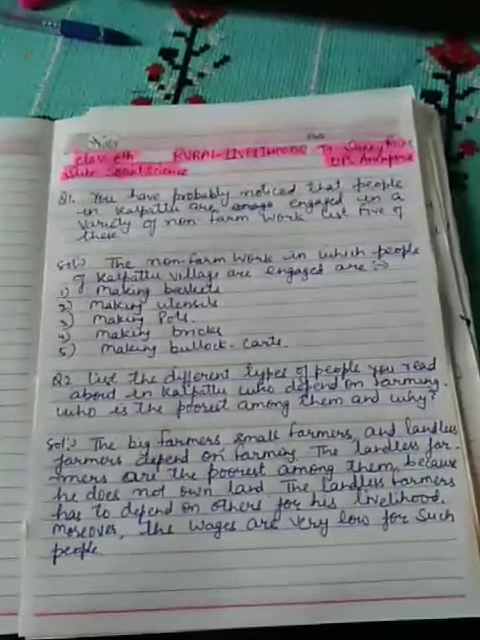 Class 6th RURAL-LIVELIHOODS Tr. Sunny
Sub: Social Science UPS
Q1. You have probably noticed that people
in Kalpattu are engaged in a
variety of non farm work List Five of
these
Sol:) The non-farm work in which people
of Kalpattu village are engaged are :->
1) Making baskets
2) Making utensils
3) Making Pots.
4) Making bricks
5) Making bullock-carts.
Q2 List the different types of people you read
about in Kalpattu who depend on farming.
Who is the poorest among them and why?
Sol:) The big farmers small farmers, and landless
farmers depend on farming. The landless far-
mers are the poorest among them, because
he does not own land The landless farmers
has to depend on others for his livelihood.
Moreover, the wages are very low for such
people.